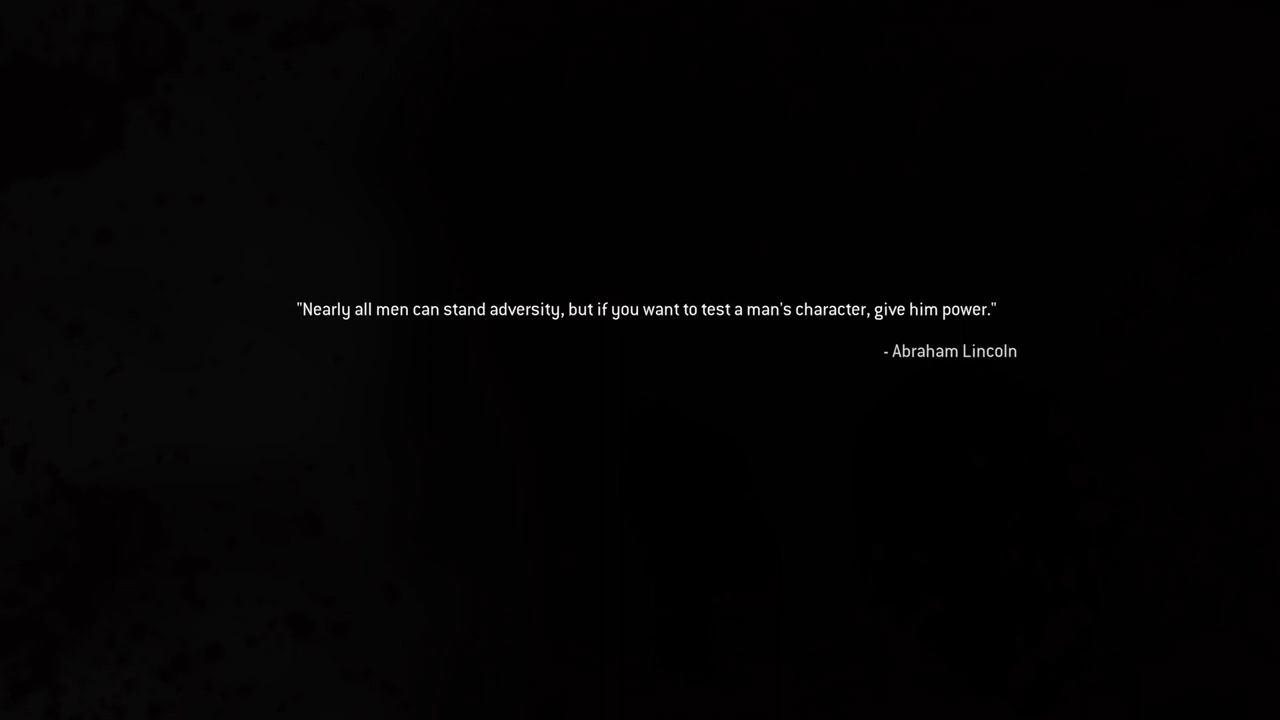 "Nearly all men can stand adversity, but if you want to test a man's character, give him power."
- Abraham Lincoln